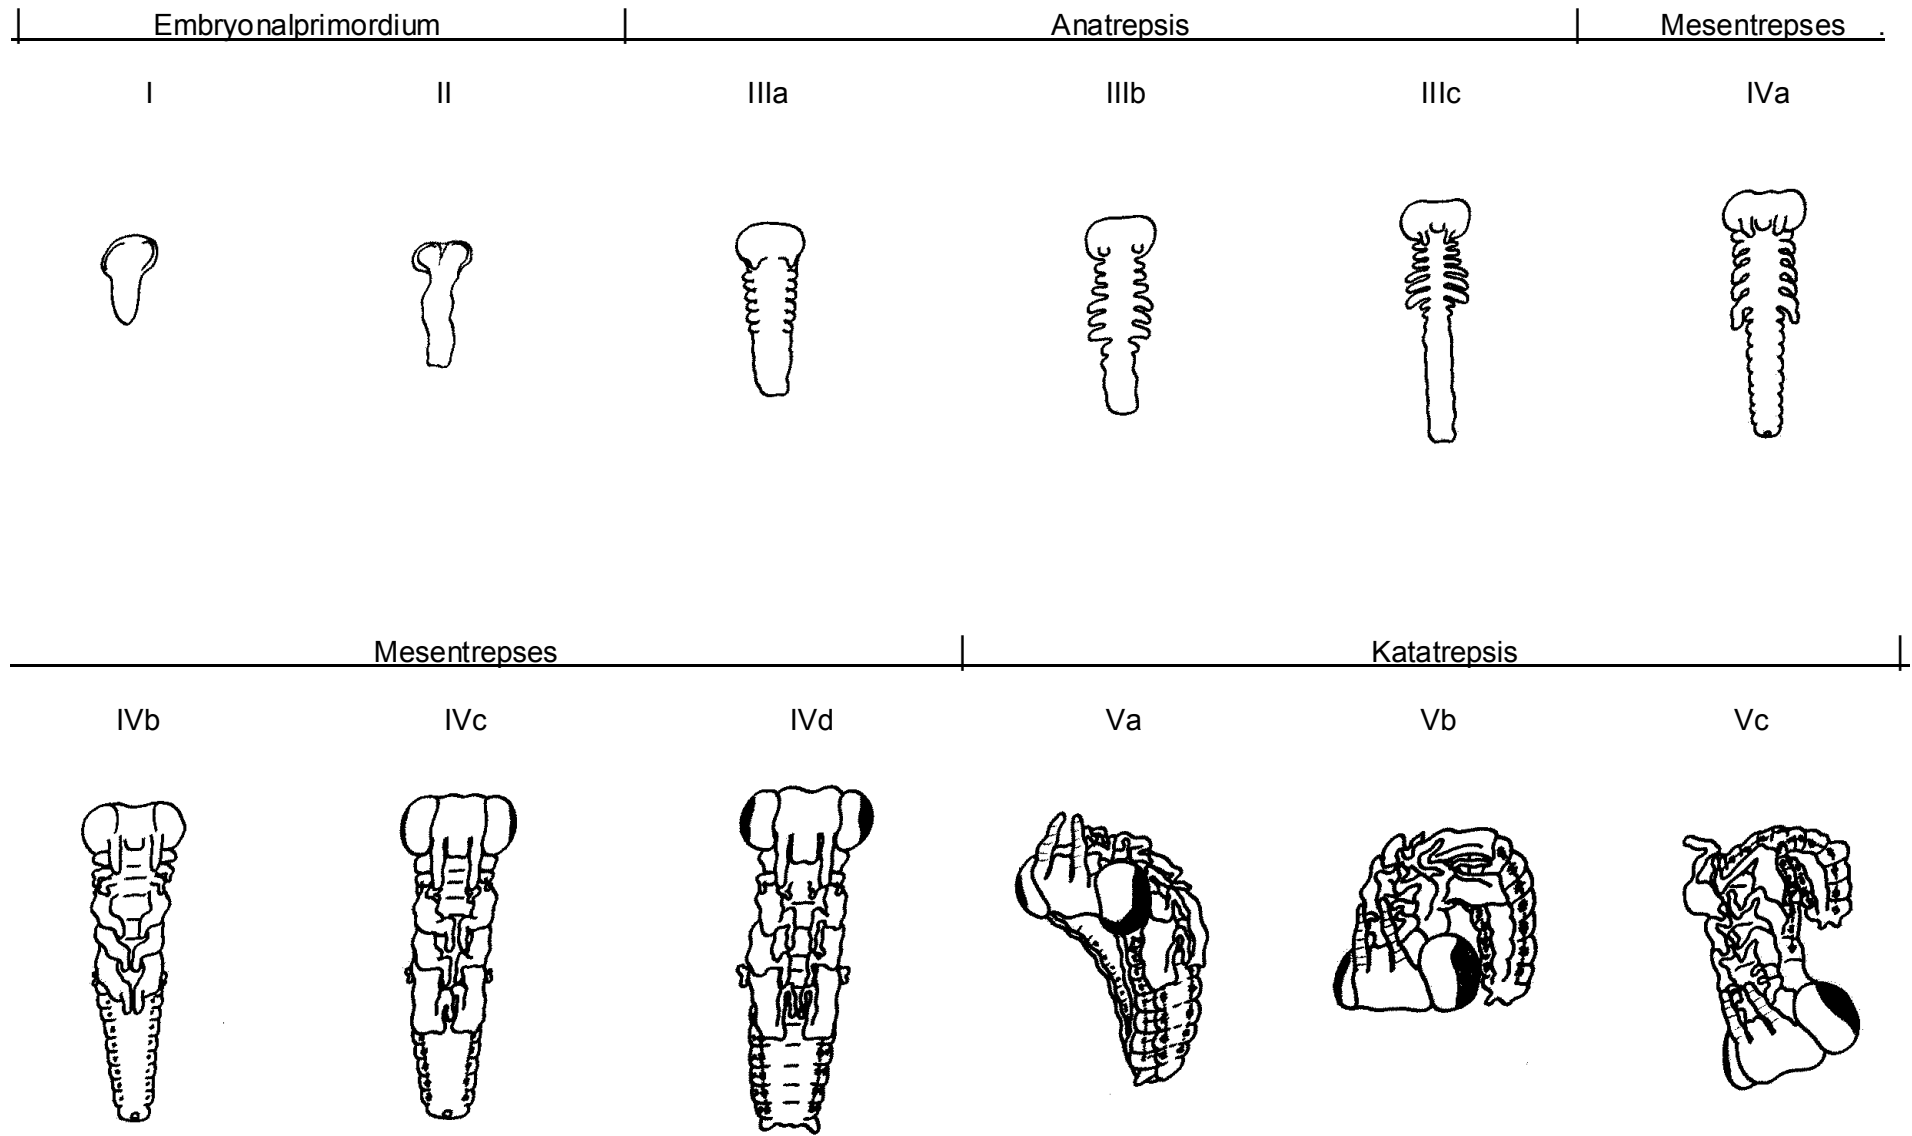 Embryonalprimordium Anatrepsis Mesentrepses .
I II IIIa IIIb IIIc IVa
Mesentrepses Katatrepsis
IVb IVc IVd Va Vb Vc